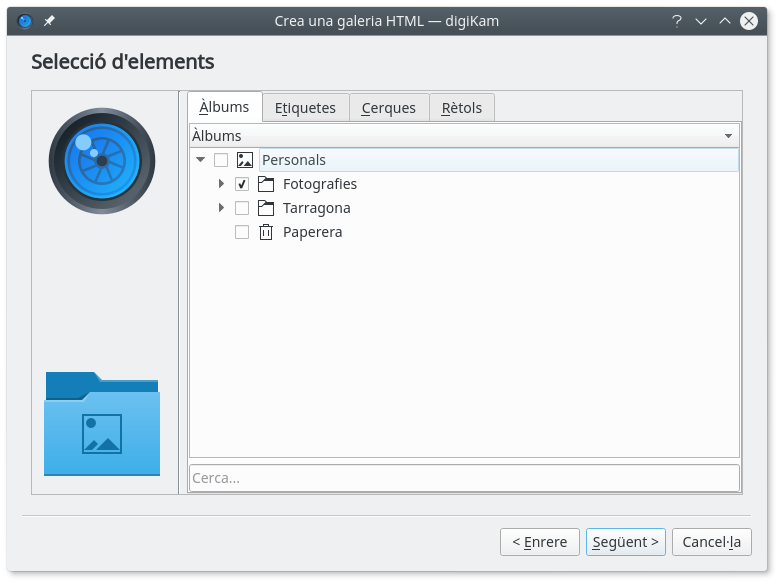 Crea una galeria HTML — digiKam
Selecció d'elements
Àlbums Etiquetes Cerques Rètols
Àlbums
Personals
Fotografies
Tarragona
Paperera
Cerca...
< Enrere Següent > Cancel·la